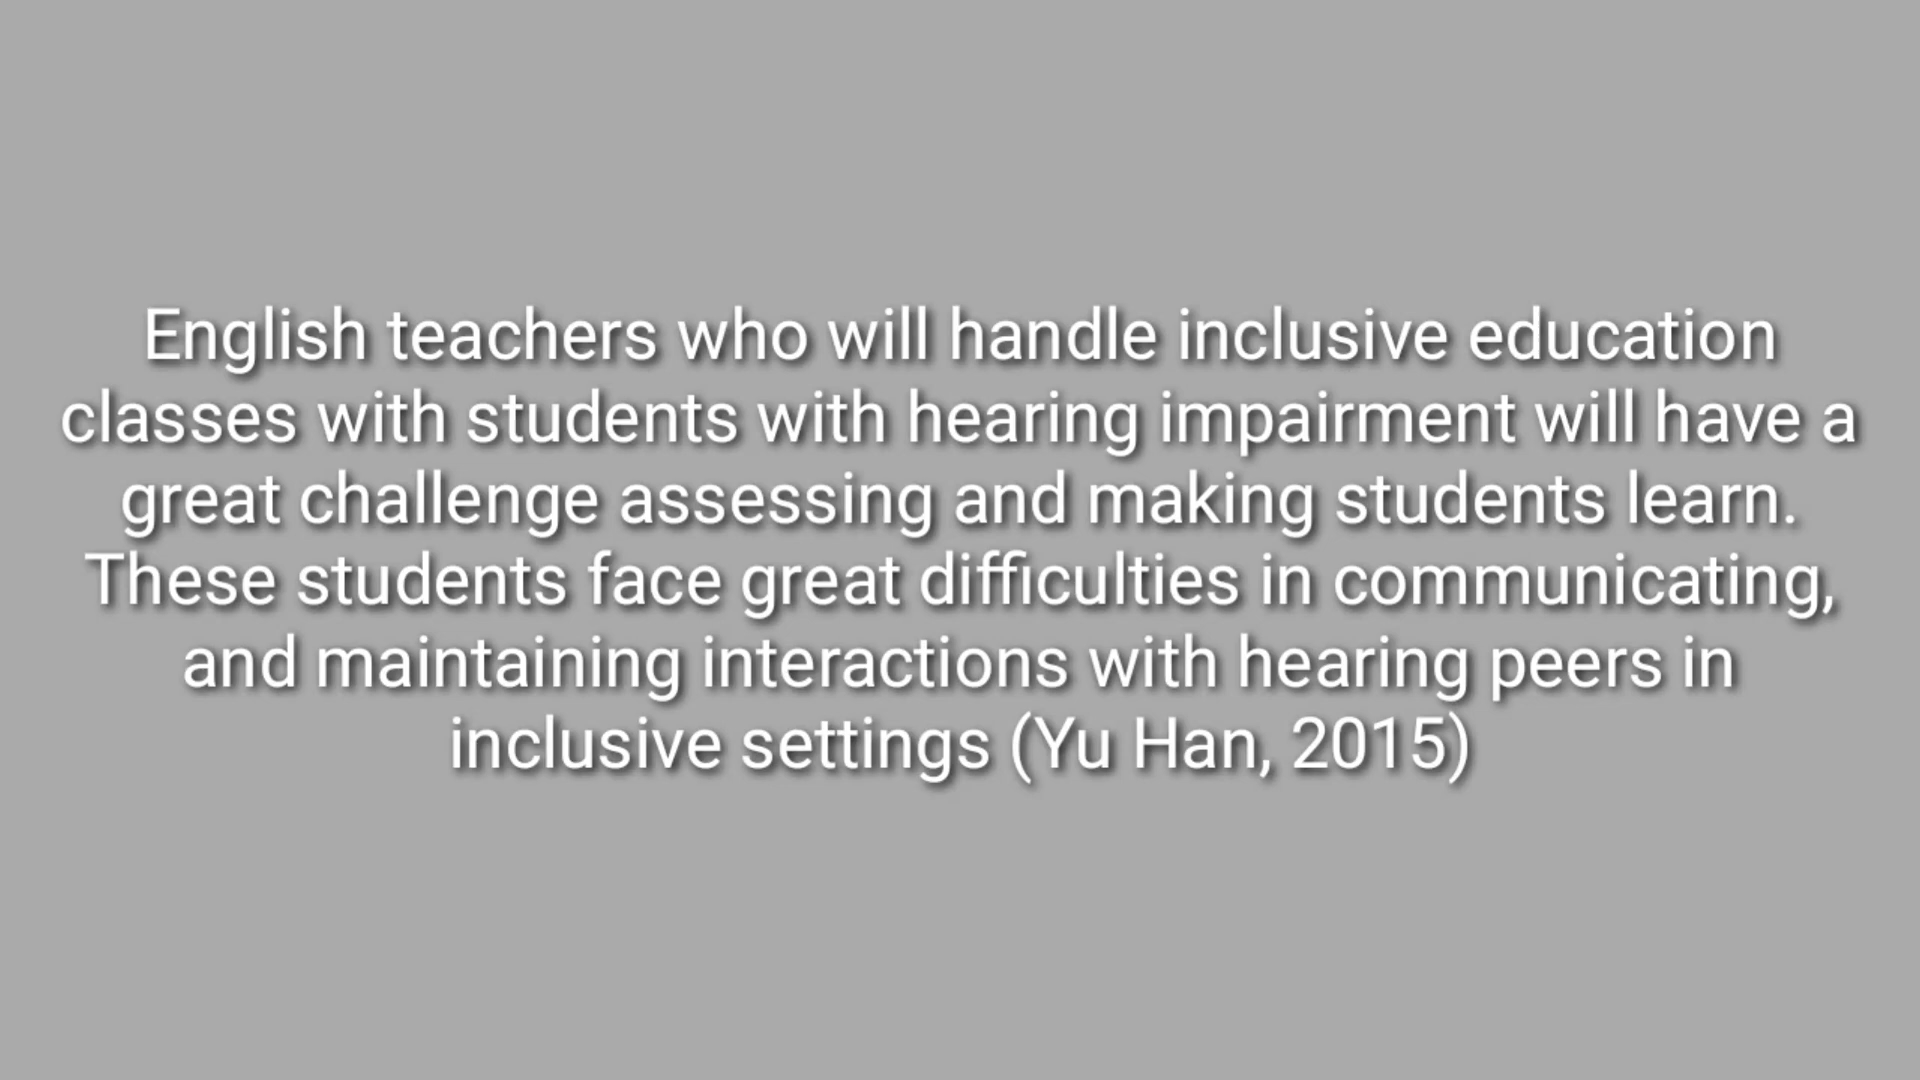 English teachers who will handle inclusive education
classes with students with hearing impairment will have a
great challenge assessing and making students learn.
These students face great difficulties in communicating,
and maintaining interactions with hearing peers in
inclusive settings (Yu Han, 2015)